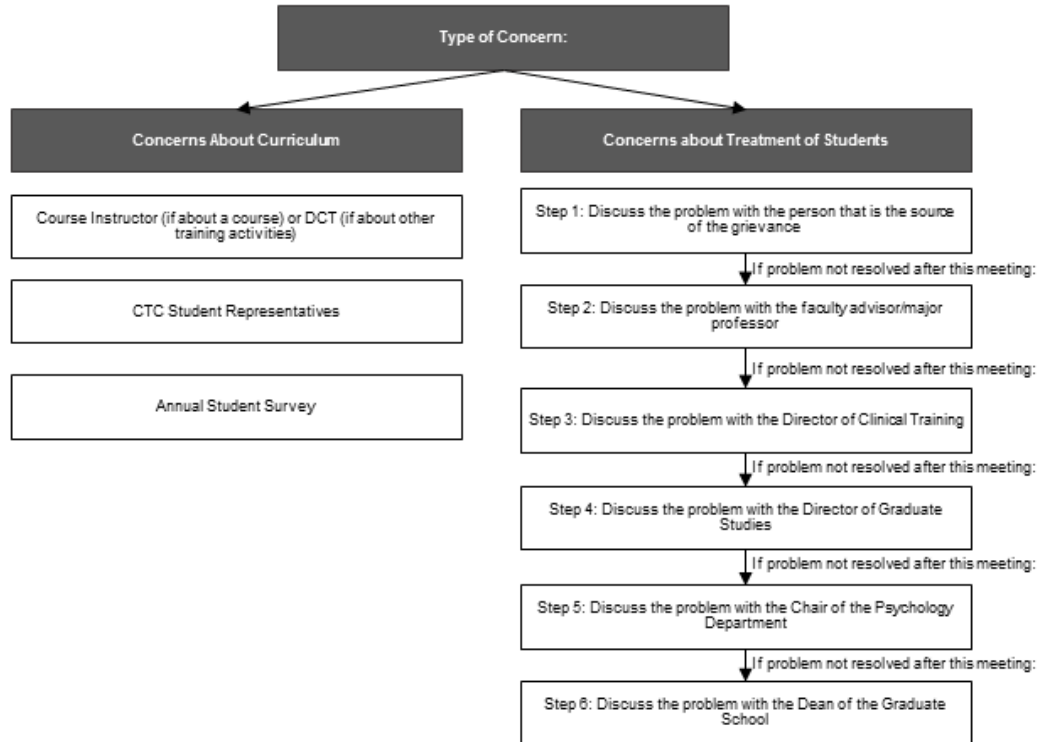 Type of Concern:
Concerns About Curriculum
Course Instructor (if about a course) or DCT (if about other
training activities)
CTC Student Representatives
Annual Student Survey
Concerns about Treatment of Students
Step 1: Discuss the problem with the person that is the source
of the grievance
If problem not resolved after this meeting:
Step 2: Discuss the problem with the faculty advisor/major
professor
If problem not resolved after this meeting:
Step 3: Discuss the problem with the Director of Clinical Training
If problem not resolved after this meeting:
Step 4: Discuss the problem with the Director of Graduate
Studies
If problem not resolved after this meeting:
Step 5: Discuss the problem with the Chair of the Psychology
Department
If problem not resolved after this meeting:
Step 6: Discuss the problem with the Dean of the Graduate
School